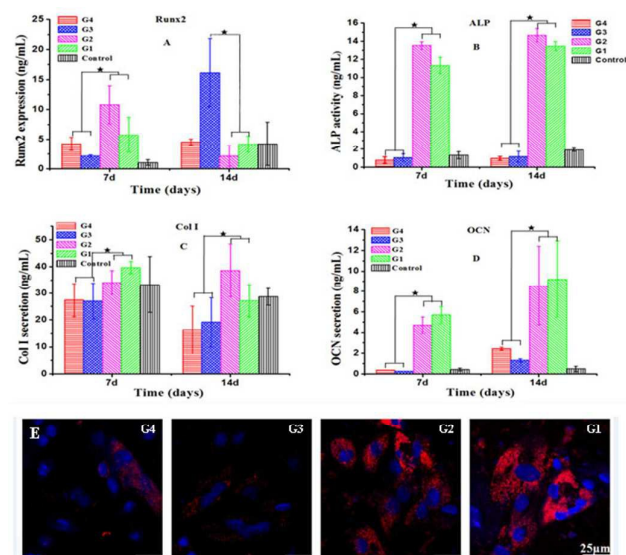 Runx2
G4
G3
G2
G1
Control
A
Runx2 expression (ng/mL)
25
20
15
10
5
0
7d
14d
Time (days)
ALP
G4
G3
G2
G1
Control
B
ALP activity (ng/mL)
16
14
12
10
8
6
4
2
0
7d
14d
Time (days)
Col I
G4
G3
G2
G1
Control
C
Col I secretion (ng/mL)
50
40
30
20
10
0
7d
14d
Time (days)
OCN
G4
G3
G2
G1
Control
D
OCN secretion (ng/mL)
14
12
10
8
6
4
2
0
7d
14d
Time (days)
E
G4
G3
G2
G1
25μm